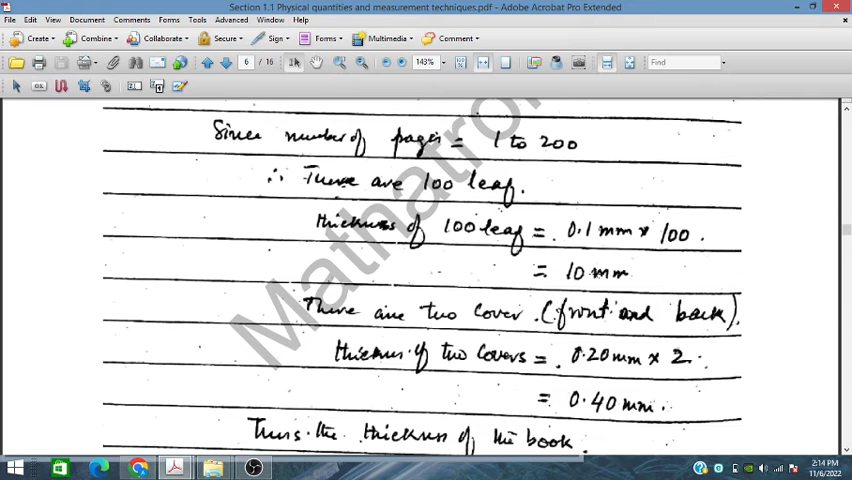 Section 1.1 Physical quantities and measurement techniques.pdf - Adobe Acrobat Pro Extended
File Edit View Document Comments Forms Tools Advanced Window Help
Create Combine Collaborate Secure Sign Forms Multimedia Comment
6 / 16 143% Find
Since number of pages = 1 to 200
∴ There are 100 leaf.
thickness of 100 leaf = 0.1 mm × 100.
= 10 mm
There are two cover. (front and back).
thickness of two covers = 0.20 mm × 2.
= 0.40 mm.
Thus the thickness of the book.
2:14 PM
11/6/2022